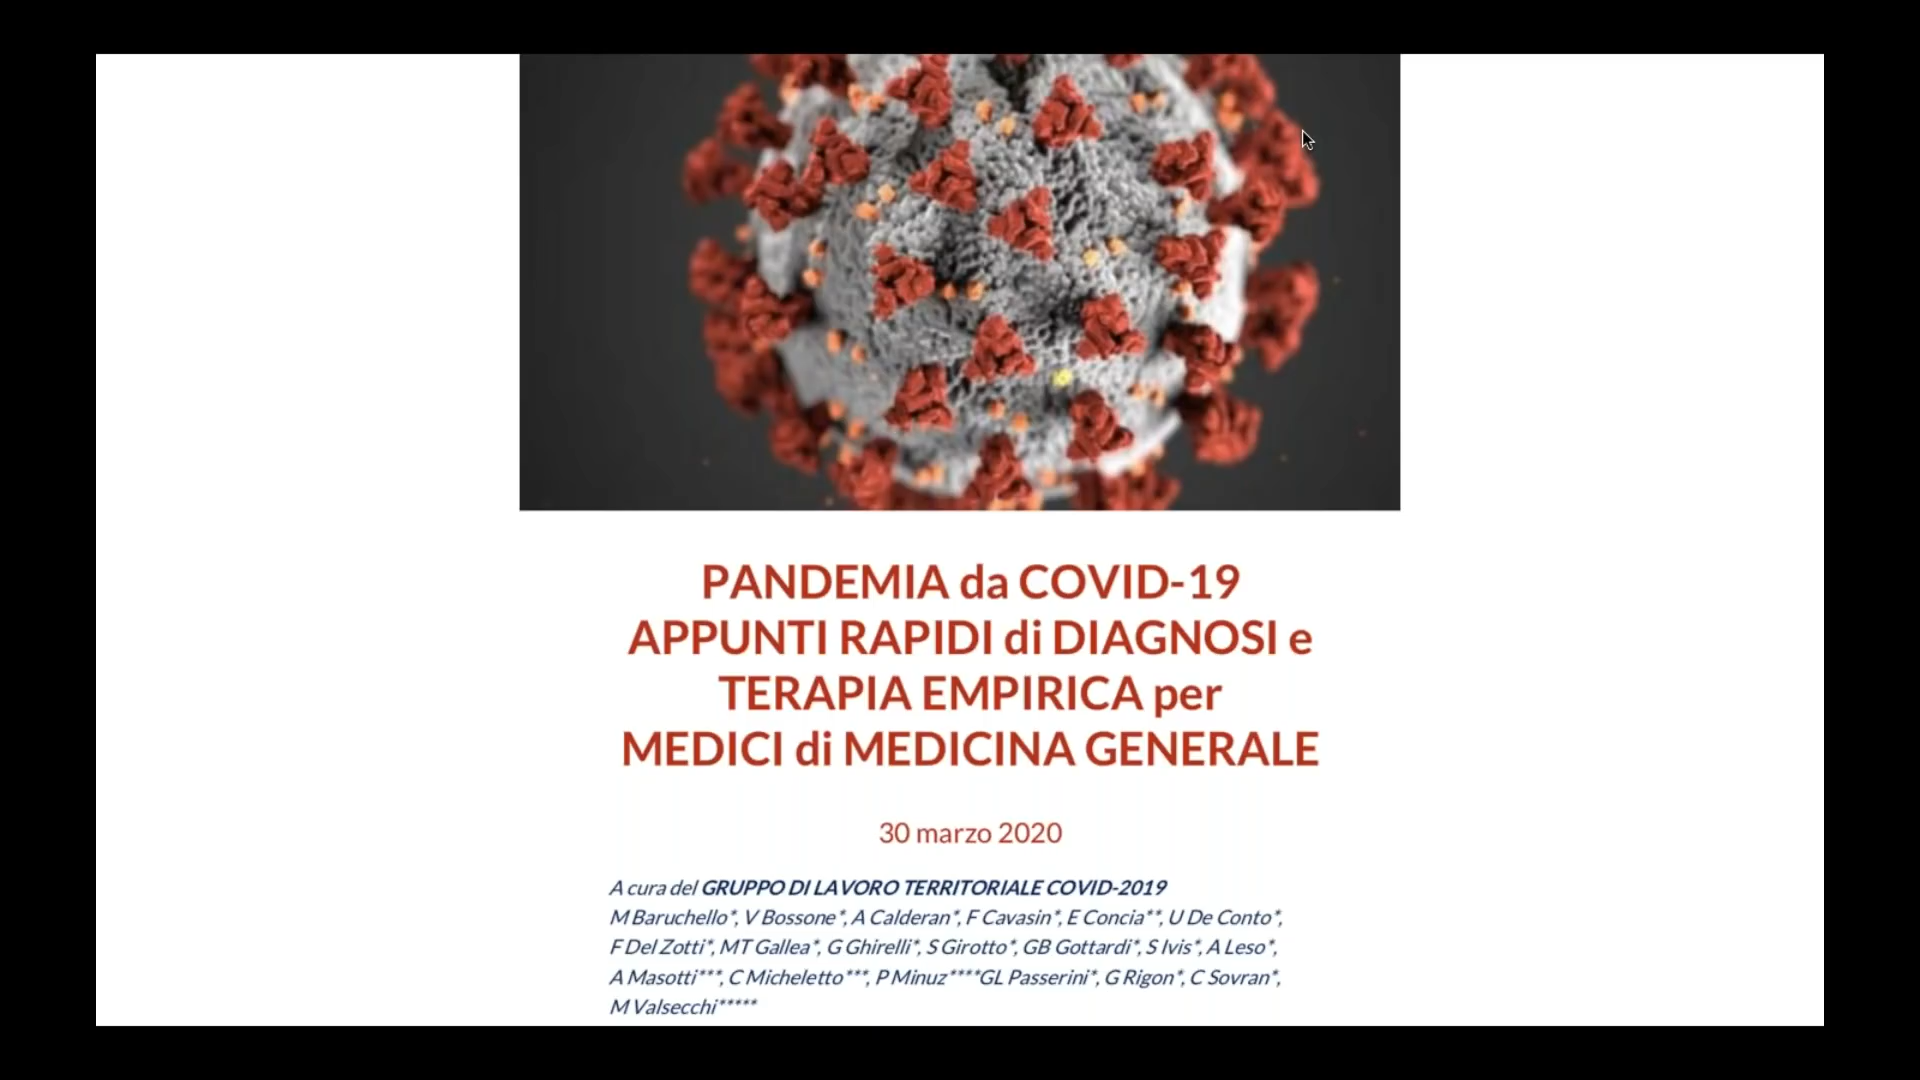 PANDEMIA da COVID-19
APPUNTI RAPIDI di DIAGNOSI e
TERAPIA EMPIRICA per
MEDICI di MEDICINA GENERALE
30 marzo 2020
A cura del GRUPPO DI LAVORO TERRITORIALE COVID-2019
M Baruchello*, V Bossone*, A Calderan*, F Cavasin*, E Concia**, U De Conto*,
F Del Zotti*, MT Gallea*, G Ghirelli*, S Girotto*, GB Gottardi*, S Ivis*, A Leso*,
A Masotti***, C Micheletto***, P Minuz****GL Passerini*, G Rigon*, C Sovran*,
M Valsecchi*****